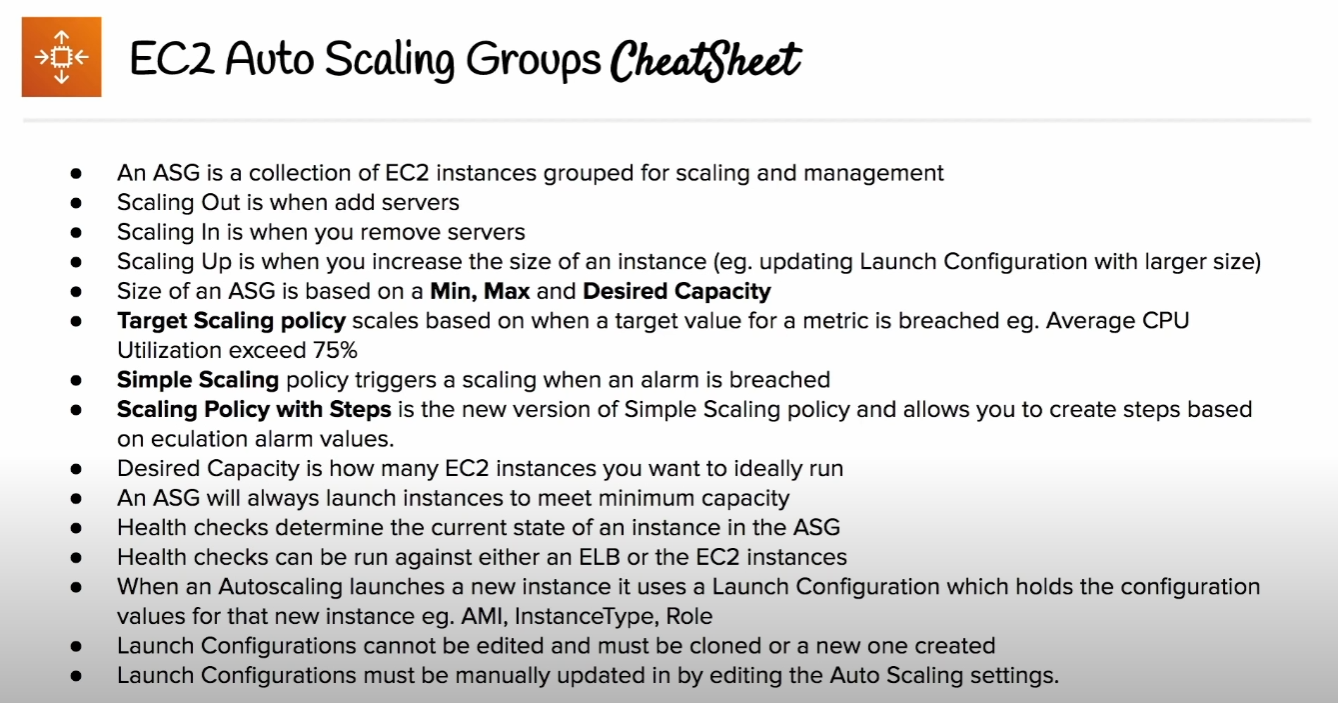 EC2 Auto Scaling Groups CheatSheet
● An ASG is a collection of EC2 instances grouped for scaling and management
● Scaling Out is when add servers
● Scaling In is when you remove servers
● Scaling Up is when you increase the size of an instance (eg. updating Launch Configuration with larger size)
● Size of an ASG is based on a Min, Max and Desired Capacity
● Target Scaling policy scales based on when a target value for a metric is breached eg. Average CPU
Utilization exceed 75%
● Simple Scaling policy triggers a scaling when an alarm is breached
● Scaling Policy with Steps is the new version of Simple Scaling policy and allows you to create steps based
on eculation alarm values.
● Desired Capacity is how many EC2 instances you want to ideally run
● An ASG will always launch instances to meet minimum capacity
● Health checks determine the current state of an instance in the ASG
● Health checks can be run against either an ELB or the EC2 instances
● When an Autoscaling launches a new instance it uses a Launch Configuration which holds the configuration
values for that new instance eg. AMI, InstanceType, Role
● Launch Configurations cannot be edited and must be cloned or a new one created
● Launch Configurations must be manually updated in by editing the Auto Scaling settings.